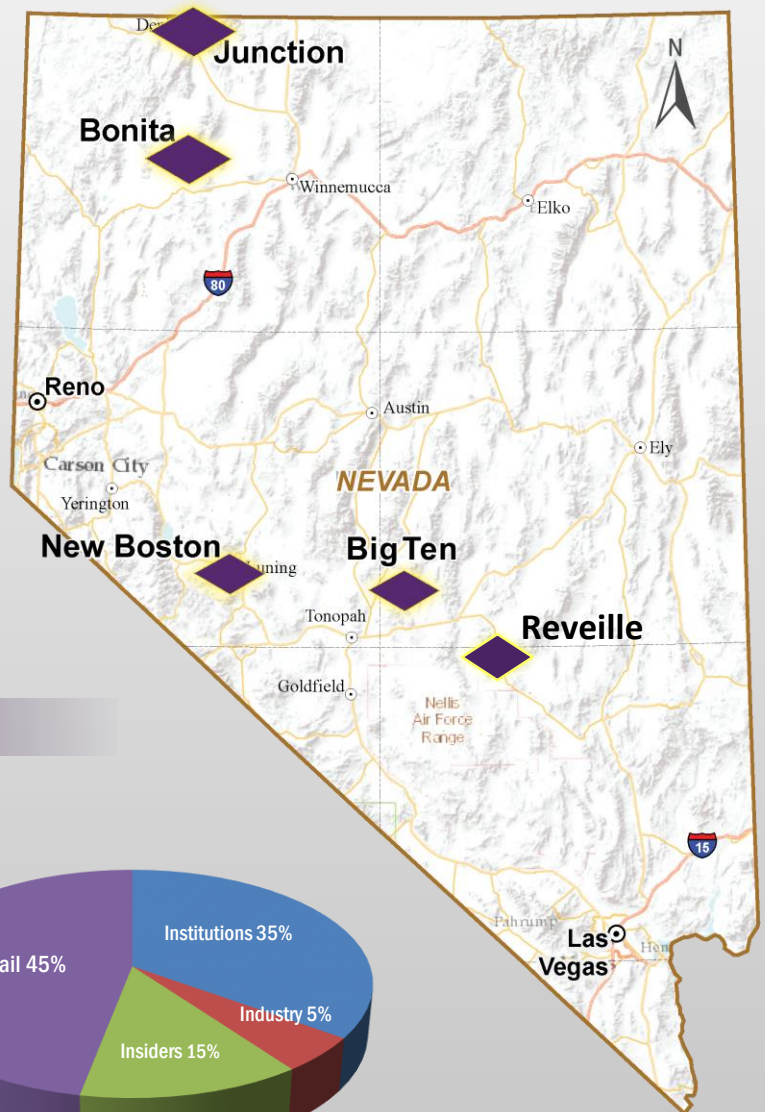 Junction
N
Bonita
Winnemucca
Elko
80
Reno
Austin
Ely
Carson City
NEVADA
Yerington
New Boston
Big Ten
Tonopah
Reveille
Goldfield
Nellis
Air Force
Range
15
Pahrump
Las
Vegas
Institutions 35%
45%
Industry 5%
Insiders 15%